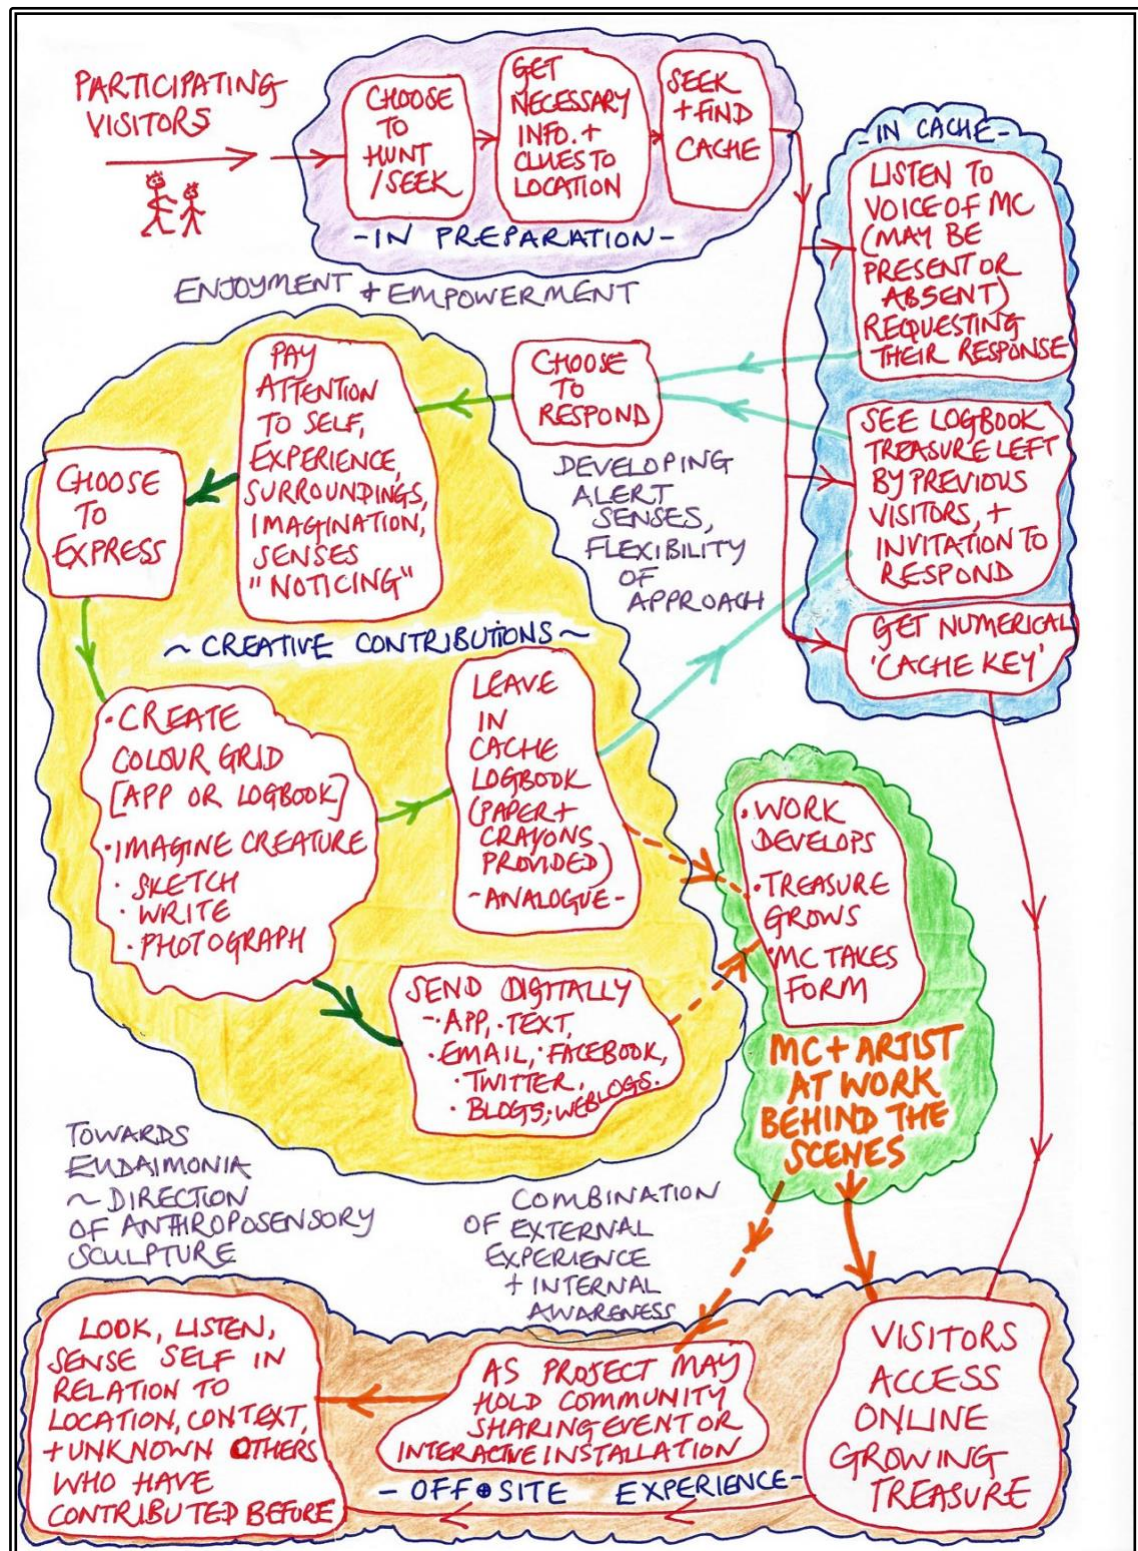 PARTICIPATING
VISITORS
CHOOSE
TO
HUNT
/SEEK
GET
NECESSARY
INFO. +
CLUES TO
LOCATION
SEEK
+ FIND
CACHE
- IN PREPARATION -
ENJOYMENT + EMPOWERMENT
- IN CACHE -
LISTEN TO
VOICE OF MC
(MAY BE
PRESENT OR
ABSENT)
REQUESTING
THEIR RESPONSE
SEE LOGBOOK
TREASURE LEFT
BY PREVIOUS
VISITORS, +
INVITATION TO
RESPOND
GET NUMERICAL
'CACHE KEY'
CHOOSE
TO
RESPOND
DEVELOPING
ALERT
SENSES,
FLEXIBILITY
OF
APPROACH
PAY
ATTENTION
TO SELF,
EXPERIENCE,
SURROUNDINGS,
IMAGINATION,
SENSES
"NOTICING"
CHOOSE
TO
EXPRESS
~ CREATIVE CONTRIBUTIONS ~
• CREATE
COLOUR GRID
[APP OR LOGBOOK]
• IMAGINE CREATURE
• SKETCH
• WRITE
• PHOTOGRAPH
LEAVE
IN
CACHE
LOGBOOK
(PAPER +
CRAYONS
PROVIDED)
- ANALOGUE -
SEND DIGITALLY
- • APP, • TEXT,
• EMAIL, • FACEBOOK,
• TWITTER,
• BLOGS, WEBLOGS.
• WORK
DEVELOPS
• TREASURE
GROWS
• MC TAKES
FORM
MC + ARTIST
AT WORK
BEHIND THE
SCENES
TOWARDS
EUDAIMONIA
~ DIRECTION
OF ANTHROPOSENSORY
SCULPTURE
COMBINATION
OF EXTERNAL
EXPERIENCE
+ INTERNAL
AWARENESS
LOOK, LISTEN,
SENSE SELF IN
RELATION TO
LOCATION, CONTEXT,
+ UNKNOWN OTHERS
WHO HAVE
CONTRIBUTED BEFORE
AS PROJECT MAY
HOLD COMMUNITY
SHARING EVENT OR
INTERACTIVE INSTALLATION
VISITORS
ACCESS
ONLINE
GROWING
TREASURE
- OFF • SITE EXPERIENCE -